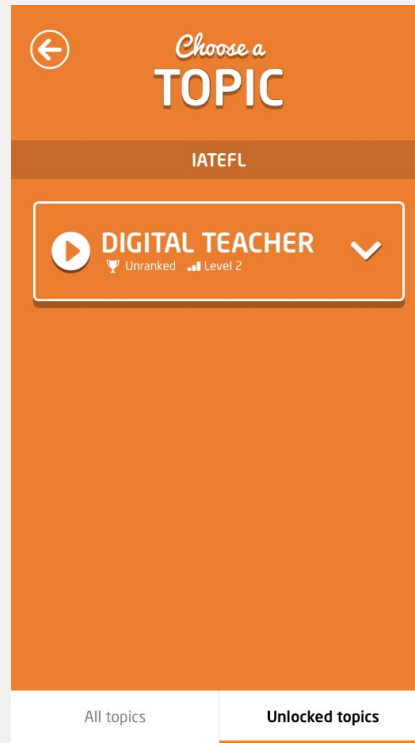 Choose a
TOPIC
IATEFL
DIGITAL TEACHER
Unranked Level 2
All topics Unlocked topics